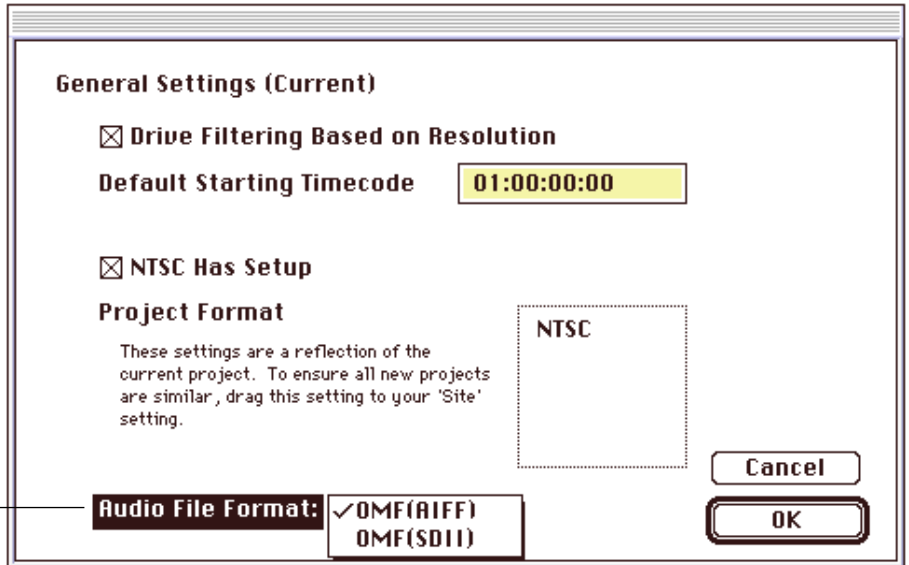 General Settings (Current)
Drive Filtering Based on Resolution
Default Starting Timecode 01:00:00:00
NTSC Has Setup
Project Format
NTSC
These settings are a reflection of the
current project. To ensure all new projects
are similar, drag this setting to your 'Site'
setting.
Cancel
Audio File Format: ✓OMF(AIFF)
OMF(SDII)
OK